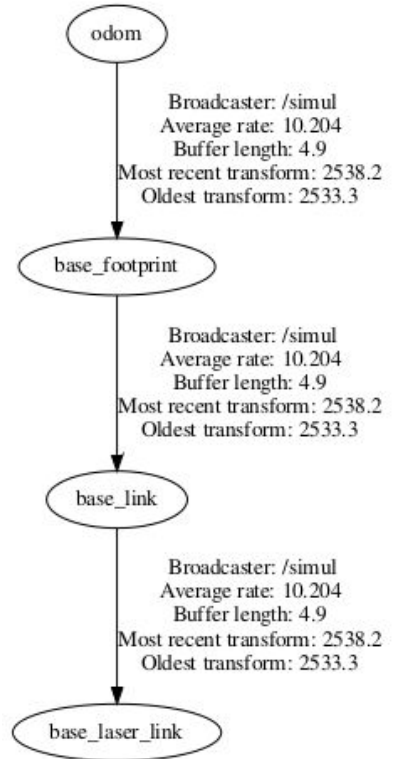 odom
Broadcaster: /simul
Average rate: 10.204
Buffer length: 4.9
Most recent transform: 2538.2
Oldest transform: 2533.3
base_footprint
Broadcaster: /simul
Average rate: 10.204
Buffer length: 4.9
Most recent transform: 2538.2
Oldest transform: 2533.3
base_link
Broadcaster: /simul
Average rate: 10.204
Buffer length: 4.9
Most recent transform: 2538.2
Oldest transform: 2533.3
base_laser_link